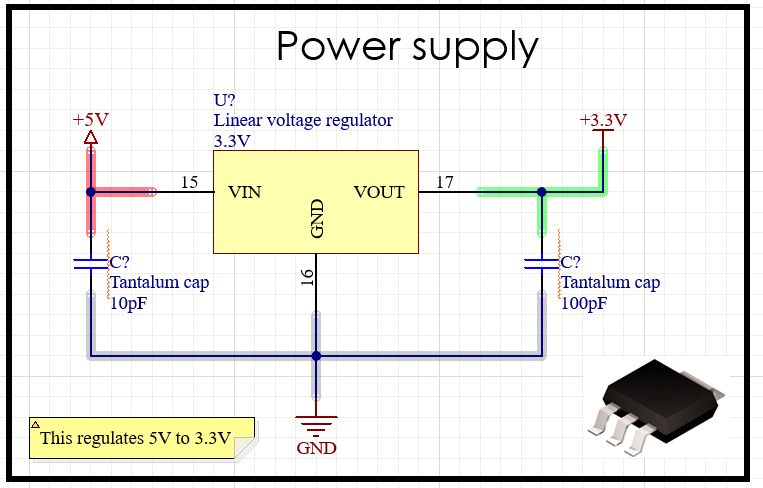 Power supply
U?
+5V
Linear voltage regulator
+3.3V
3.3V
15
VIN
VOUT
17
GND
16
C?
Tantalum cap
10pF
C?
Tantalum cap
100pF
This regulates 5V to 3.3V
GND